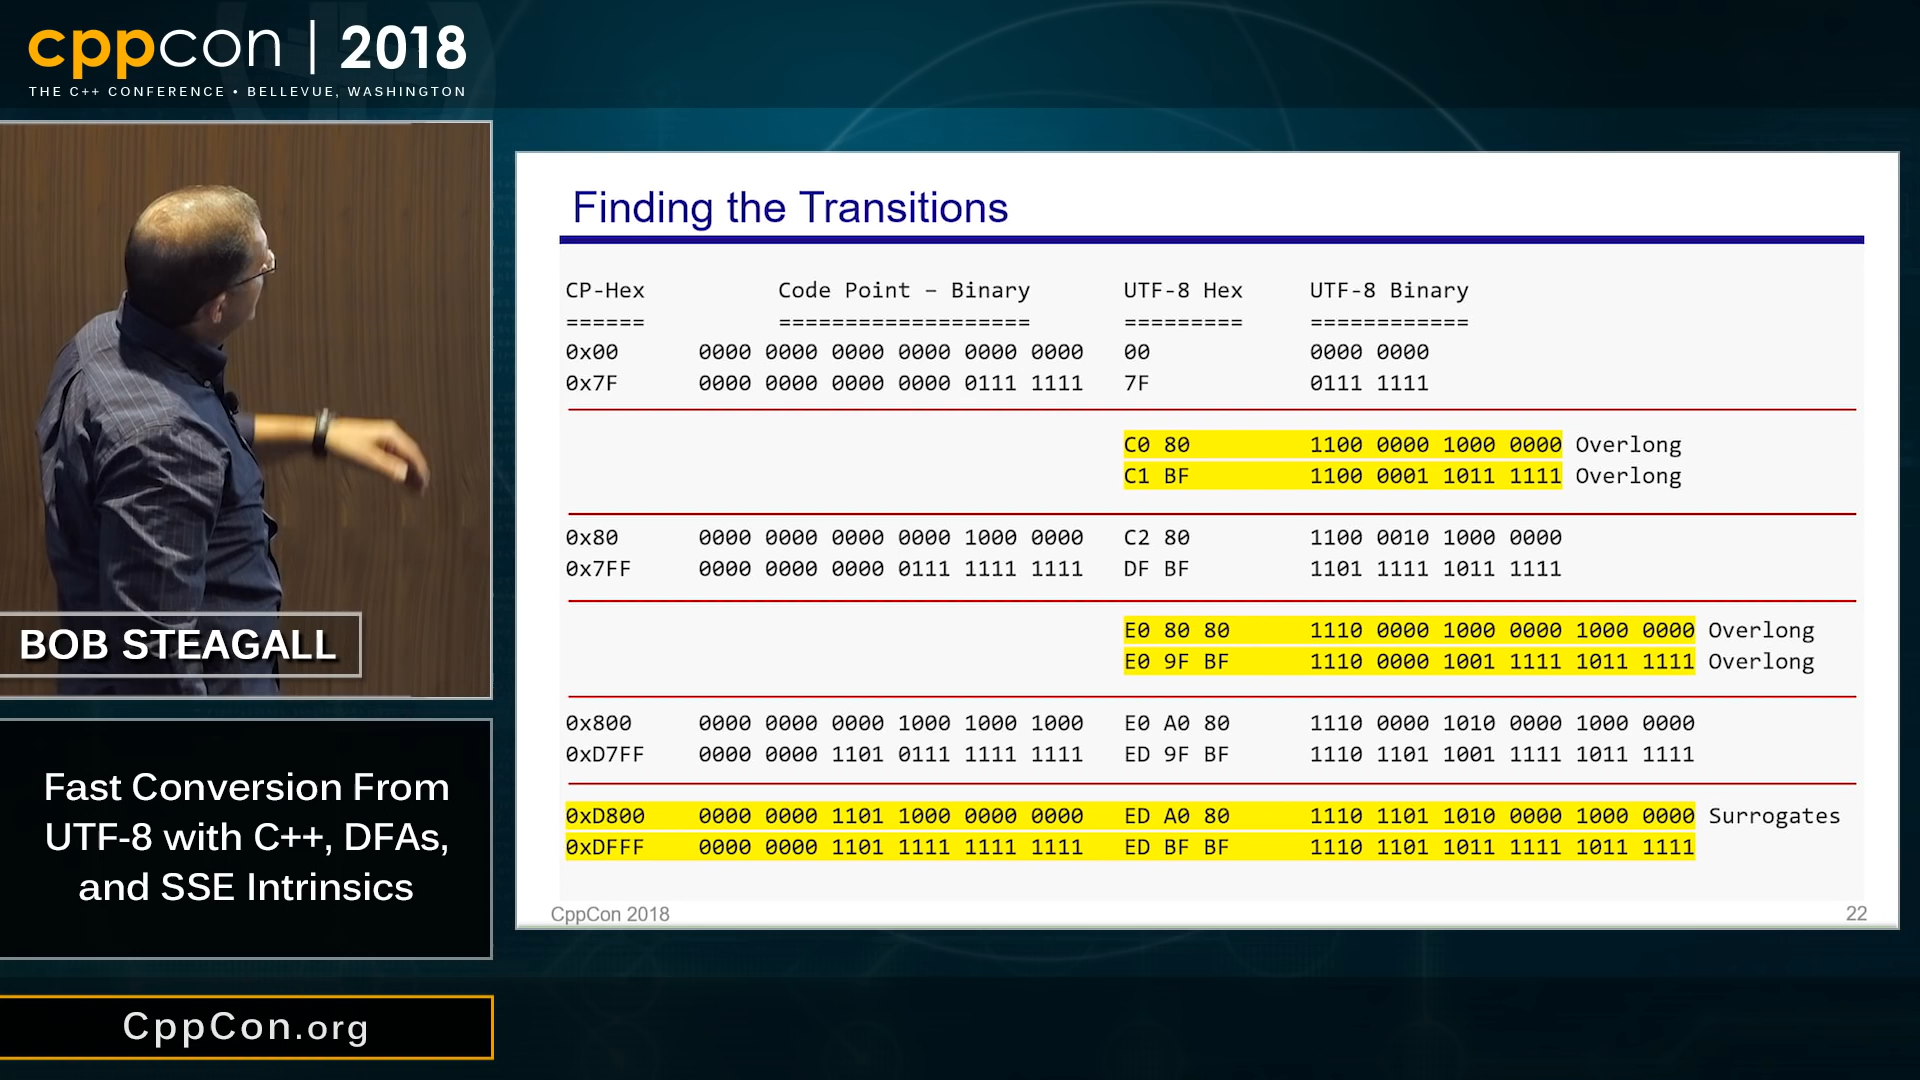 cppcon | 2018
THE C++ CONFERENCE • BELLEVUE, WASHINGTON
BOB STEAGALL
Fast Conversion From
UTF-8 with C++, DFAs,
and SSE Intrinsics
CppCon.org
Finding the Transitions
CP-Hex Code Point – Binary UTF-8 Hex UTF-8 Binary
====== =================== ========= ============
0x00 0000 0000 0000 0000 0000 0000 00 0000 0000
0x7F 0000 0000 0000 0000 0111 1111 7F 0111 1111
C0 80 1100 0000 1000 0000 Overlong
C1 BF 1100 0001 1011 1111 Overlong
0x80 0000 0000 0000 0000 1000 0000 C2 80 1100 0010 1000 0000
0x7FF 0000 0000 0000 0111 1111 1111 DF BF 1101 1111 1011 1111
E0 80 80 1110 0000 1000 0000 1000 0000 Overlong
E0 9F BF 1110 0000 1001 1111 1011 1111 Overlong
0x800 0000 0000 0000 1000 1000 1000 E0 A0 80 1110 0000 1010 0000 1000 0000
0xD7FF 0000 0000 1101 0111 1111 1111 ED 9F BF 1110 1101 1001 1111 1011 1111
0xD800 0000 0000 1101 1000 0000 0000 ED A0 80 1110 1101 1010 0000 1000 0000 Surrogates
0xDFFF 0000 0000 1101 1111 1111 1111 ED BF BF 1110 1101 1011 1111 1011 1111
CppCon 2018 22